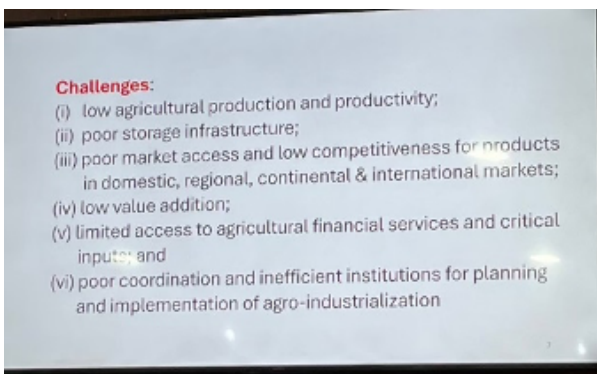 Challenges:
(i) low agricultural production and productivity;
(ii) poor storage infrastructure;
(iii) poor market access and low competitiveness for products
in domestic, regional, continental & international markets;
(iv) low value addition;
(v) limited access to agricultural financial services and critical
inputs; and
(vi) poor coordination and inefficient institutions for planning
and implementation of agro-industrialization